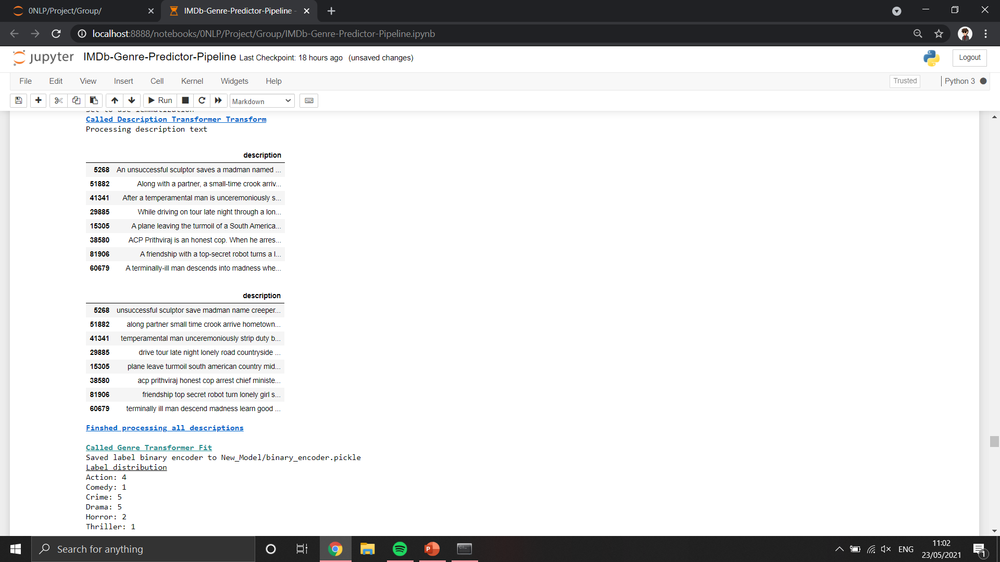 0NLP/Project/Group/
IMDb-Genre-Predictor-Pipeline -
localhost:8888/notebooks/0NLP/Project/Group/IMDb-Genre-Predictor-Pipeline.ipynb
jupyter IMDb-Genre-Predictor-Pipeline Last Checkpoint: 18 hours ago (unsaved changes)
Logout
File Edit View Insert Cell Kernel Widgets Help
Trusted
Python 3
Run
Markdown
Set to use lemmatization
Called Description Transformer Transform
Processing description text
description
5268 An unsuccessful sculptor saves a madman named ...
51882 Along with a partner, a small-time crook arriv...
41341 After a temperamental man is unceremoniously s...
29885 While driving on tour late night through a lon...
15305 A plane leaving the turmoil of a South America...
38580 ACP Prithviraj is an honest cop. When he arres...
81906 A friendship with a top-secret robot turns a l...
60679 A terminally-ill man descends into madness whe...
description
5268 unsuccessful sculptor save madman name creeper...
51882 along partner small time crook arrive hometown...
41341 temperamental man unceremoniously strip duty b...
29885 drive tour late night lonely road countryside ...
15305 plane leave turmoil south american country mid...
38580 acp prithviraj honest cop arrest chief ministe...
81906 friendship top secret robot turn lonely girl s...
60679 terminally ill man descend madness learn good ...
Finshed processing all descriptions
Called Genre Transformer Fit
Saved label binary encoder to New_Model/binary_encoder.pickle
Label distribution
Action: 4
Comedy: 1
Crime: 5
Drama: 5
Horror: 2
Thriller: 1
Search for anything
ENG
11:02
23/05/2021
1